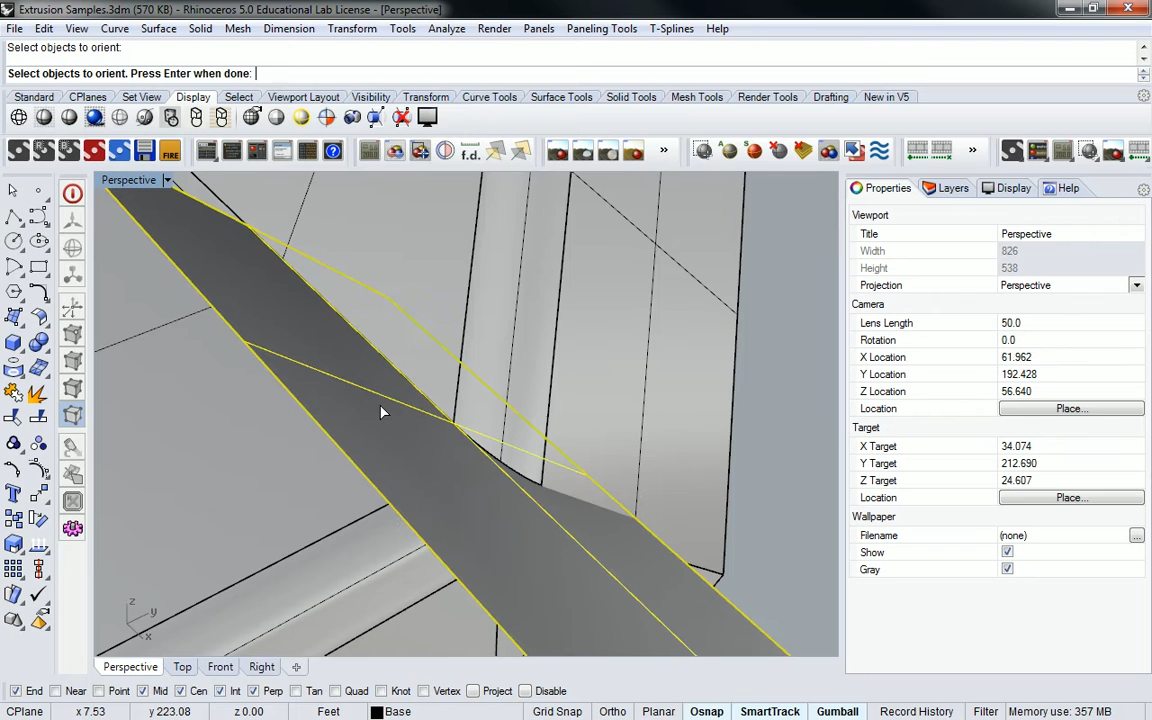 Extrusion Samples.3dm (570 KB) - Rhinoceros 5.0 Educational Lab License - [Perspective]
File Edit View Curve Surface Solid Mesh Dimension Transform Tools Analyze Render Panels Paneling Tools T-Splines Help
Select objects to orient:
Select objects to orient. Press Enter when done:
Standard CPlanes Set View Display Select Viewport Layout Visibility Transform Curve Tools Surface Tools Solid Tools Mesh Tools Render Tools Drafting New in V5
FIRE f.d. » »
Perspective
Properties Layers Display Help
Viewport
Title Perspective
Width 826
Height 538
Projection Perspective
Camera
Lens Length 50.0
Rotation 0.0
X Location 61.962
Y Location 192.428
Z Location 56.640
Location Place...
Target
X Target 34.074
Y Target 212.690
Z Target 24.607
Location Place...
Wallpaper
Filename (none) ...
Show
Gray
z
y
x
Perspective Top Front Right
End Near Point Mid Cen Int Perp Tan Quad Knot Vertex Project Disable
CPlane x 7.53 y 223.08 z 0.00 Feet Base Grid Snap Ortho Planar Osnap SmartTrack Gumball Record History Filter Memory use: 357 MB